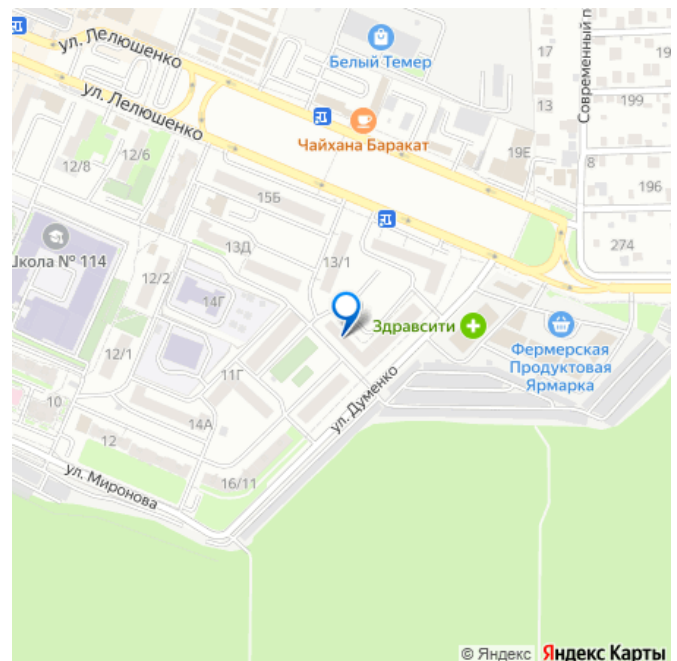 ул. Лелюшенко
ул. Лелюшенко
Белый Темер
17
19
Современный п
13
199
Чайхана Баракат
19Е
8
196
12/8
12/6
15Б
274
Школа № 114
13Д
13/1
12/2
14Г
Здравсити
Фермерская
Продуктовая
Ярмарка
12/1
11Г
10
14А
12
ул. Думенко
16/11
ул. Миронова
© Яндекс Яндекс Карты